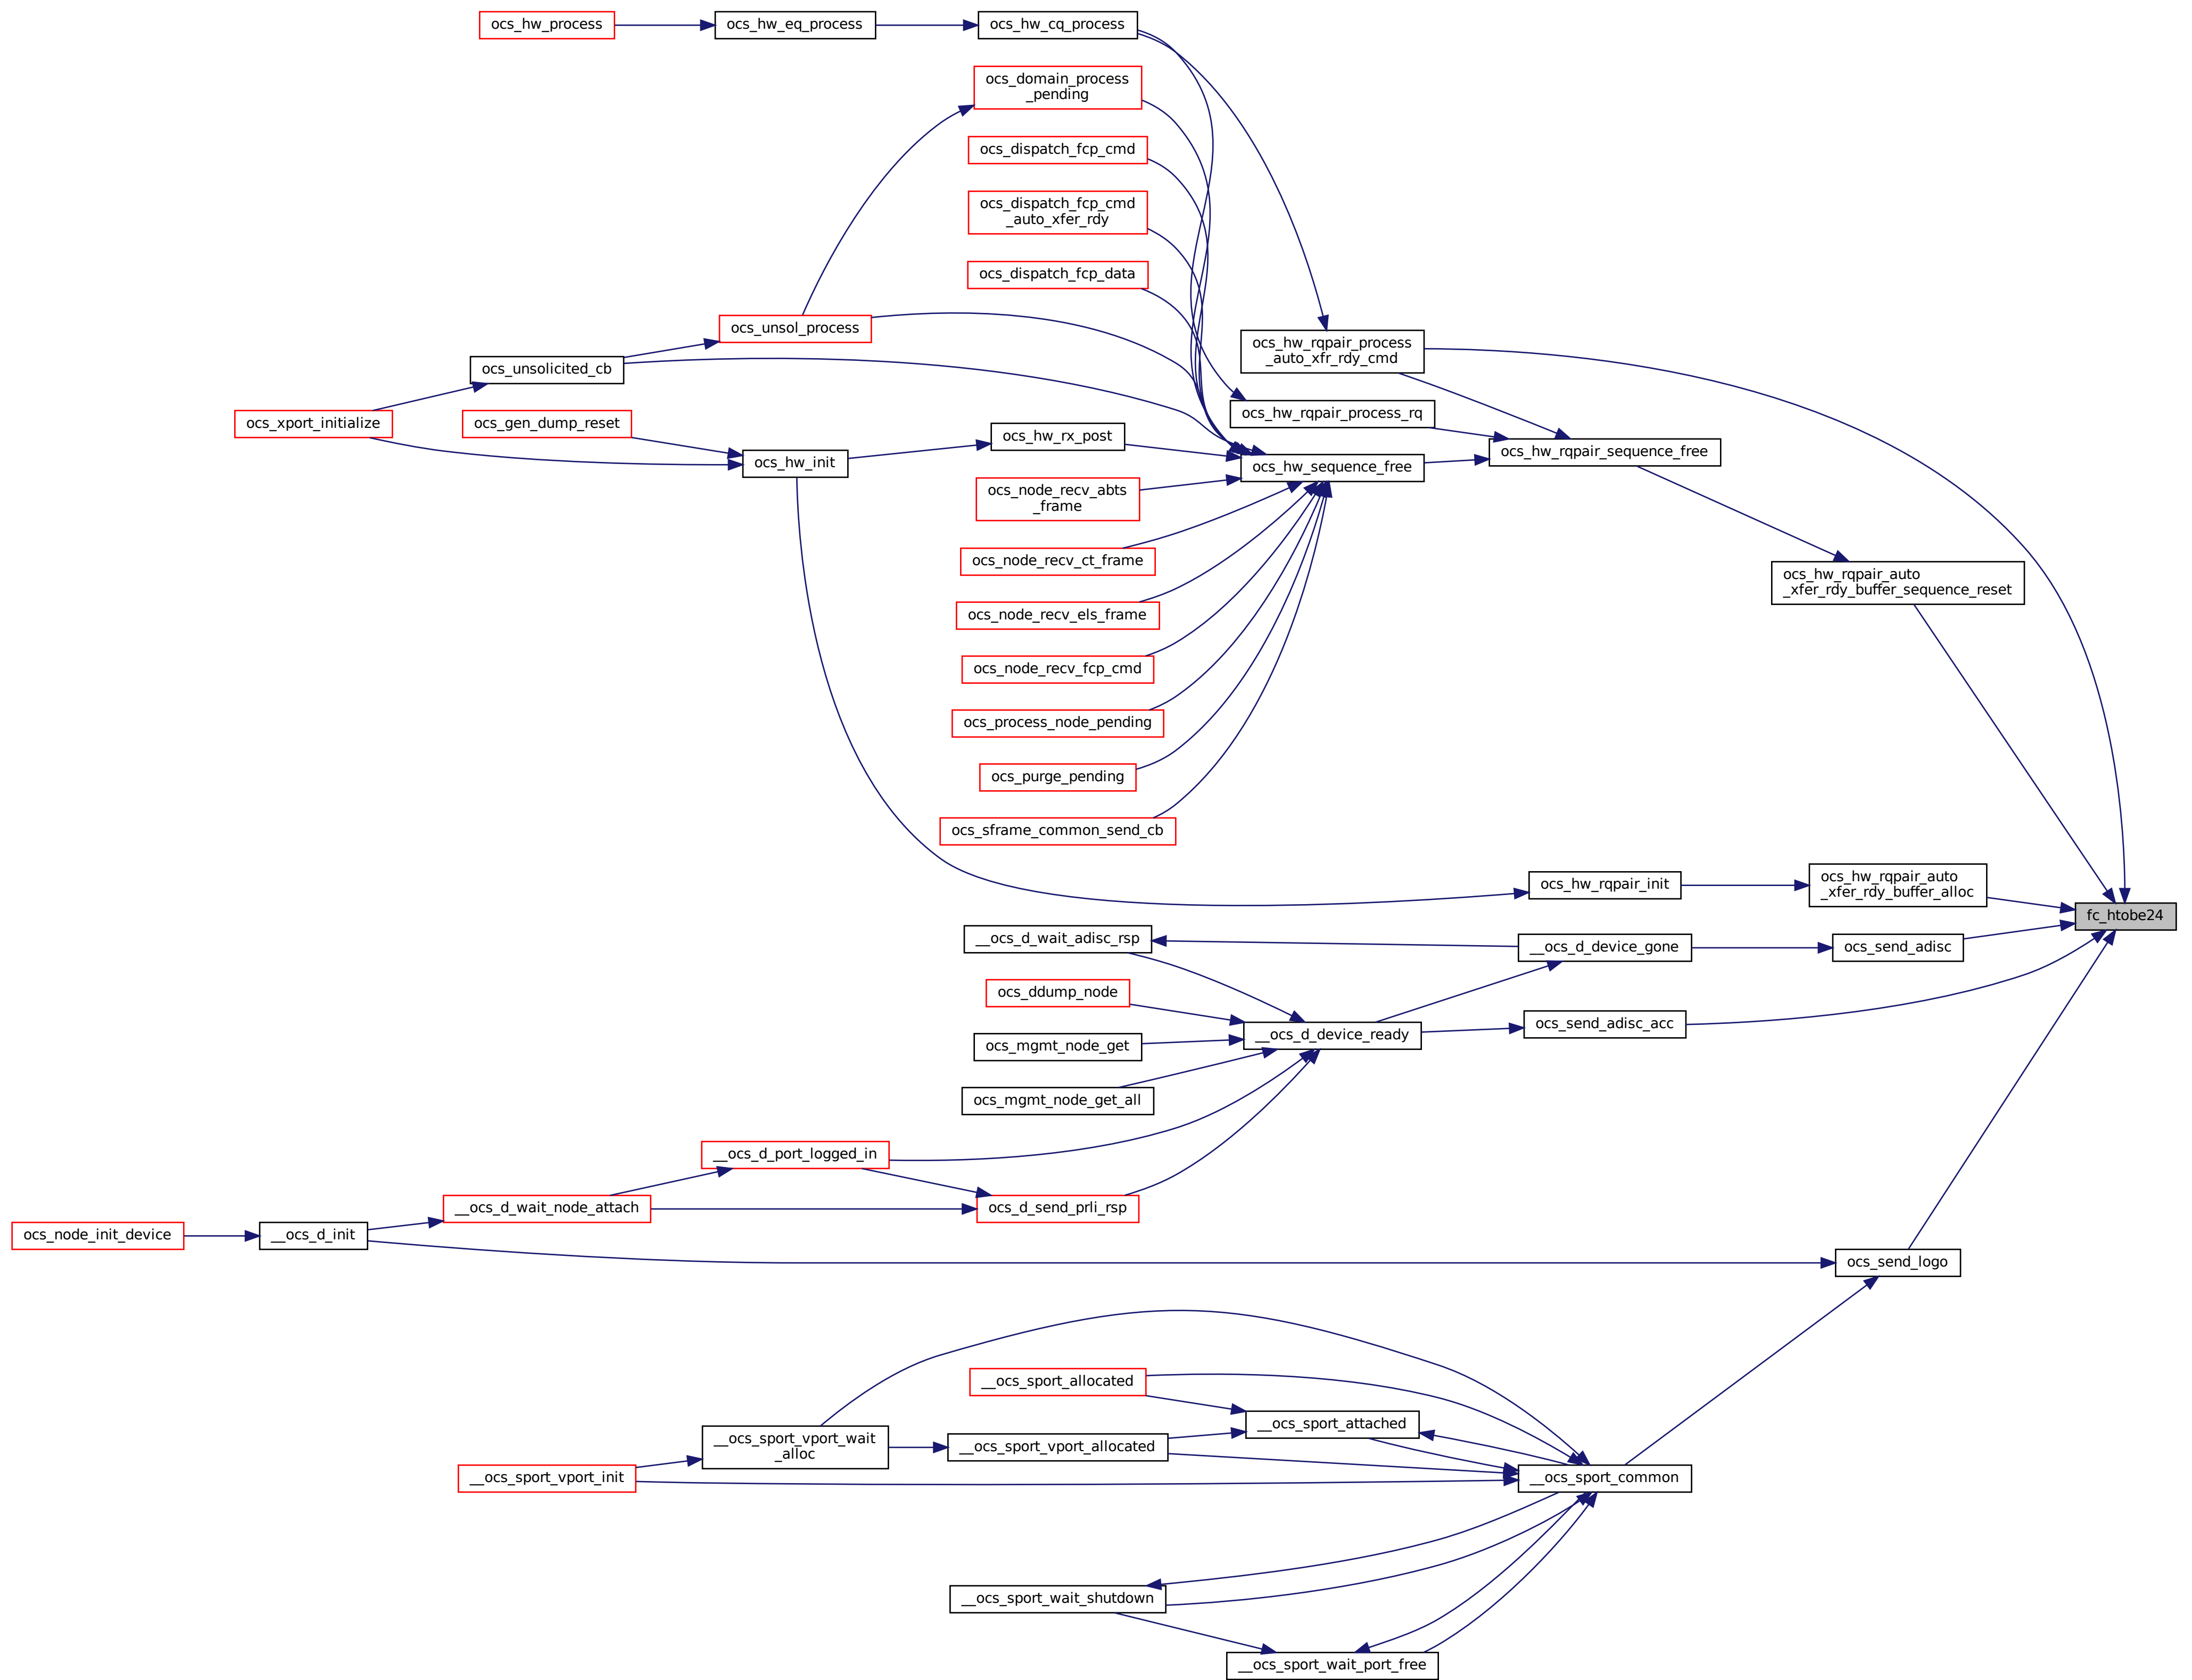 ocs_hw_process
ocs_hw_eq_process
ocs_hw_cq_process
ocs_domain_process
_pending
ocs_dispatch_fcp_cmd
ocs_dispatch_fcp_cmd
_auto_xfer_rdy
ocs_dispatch_fcp_data
ocs_unsol_process
ocs_hw_rqpair_process
_auto_xfr_rdy_cmd
ocs_unsolicited_cb
ocs_hw_rqpair_process_rq
ocs_xport_initialize
ocs_gen_dump_reset
ocs_hw_rx_post
ocs_hw_rqpair_sequence_free
ocs_hw_init
ocs_hw_sequence_free
ocs_node_recv_abts
_frame
ocs_node_recv_ct_frame
ocs_hw_rqpair_auto
_xfer_rdy_buffer_sequence_reset
ocs_node_recv_els_frame
ocs_node_recv_fcp_cmd
ocs_process_node_pending
ocs_purge_pending
ocs_sframe_common_send_cb
ocs_hw_rqpair_init
ocs_hw_rqpair_auto
_xfer_rdy_buffer_alloc
fc_htobe24
__ocs_d_wait_adisc_rsp
__ocs_d_device_gone
ocs_send_adisc
ocs_ddump_node
__ocs_d_device_ready
ocs_send_adisc_acc
ocs_mgmt_node_get
ocs_mgmt_node_get_all
__ocs_d_port_logged_in
__ocs_d_wait_node_attach
ocs_d_send_prli_rsp
ocs_node_init_device
__ocs_d_init
ocs_send_logo
__ocs_sport_allocated
__ocs_sport_attached
__ocs_sport_vport_wait
_alloc
__ocs_sport_vport_allocated
__ocs_sport_vport_init
__ocs_sport_common
__ocs_sport_wait_shutdown
__ocs_sport_wait_port_free